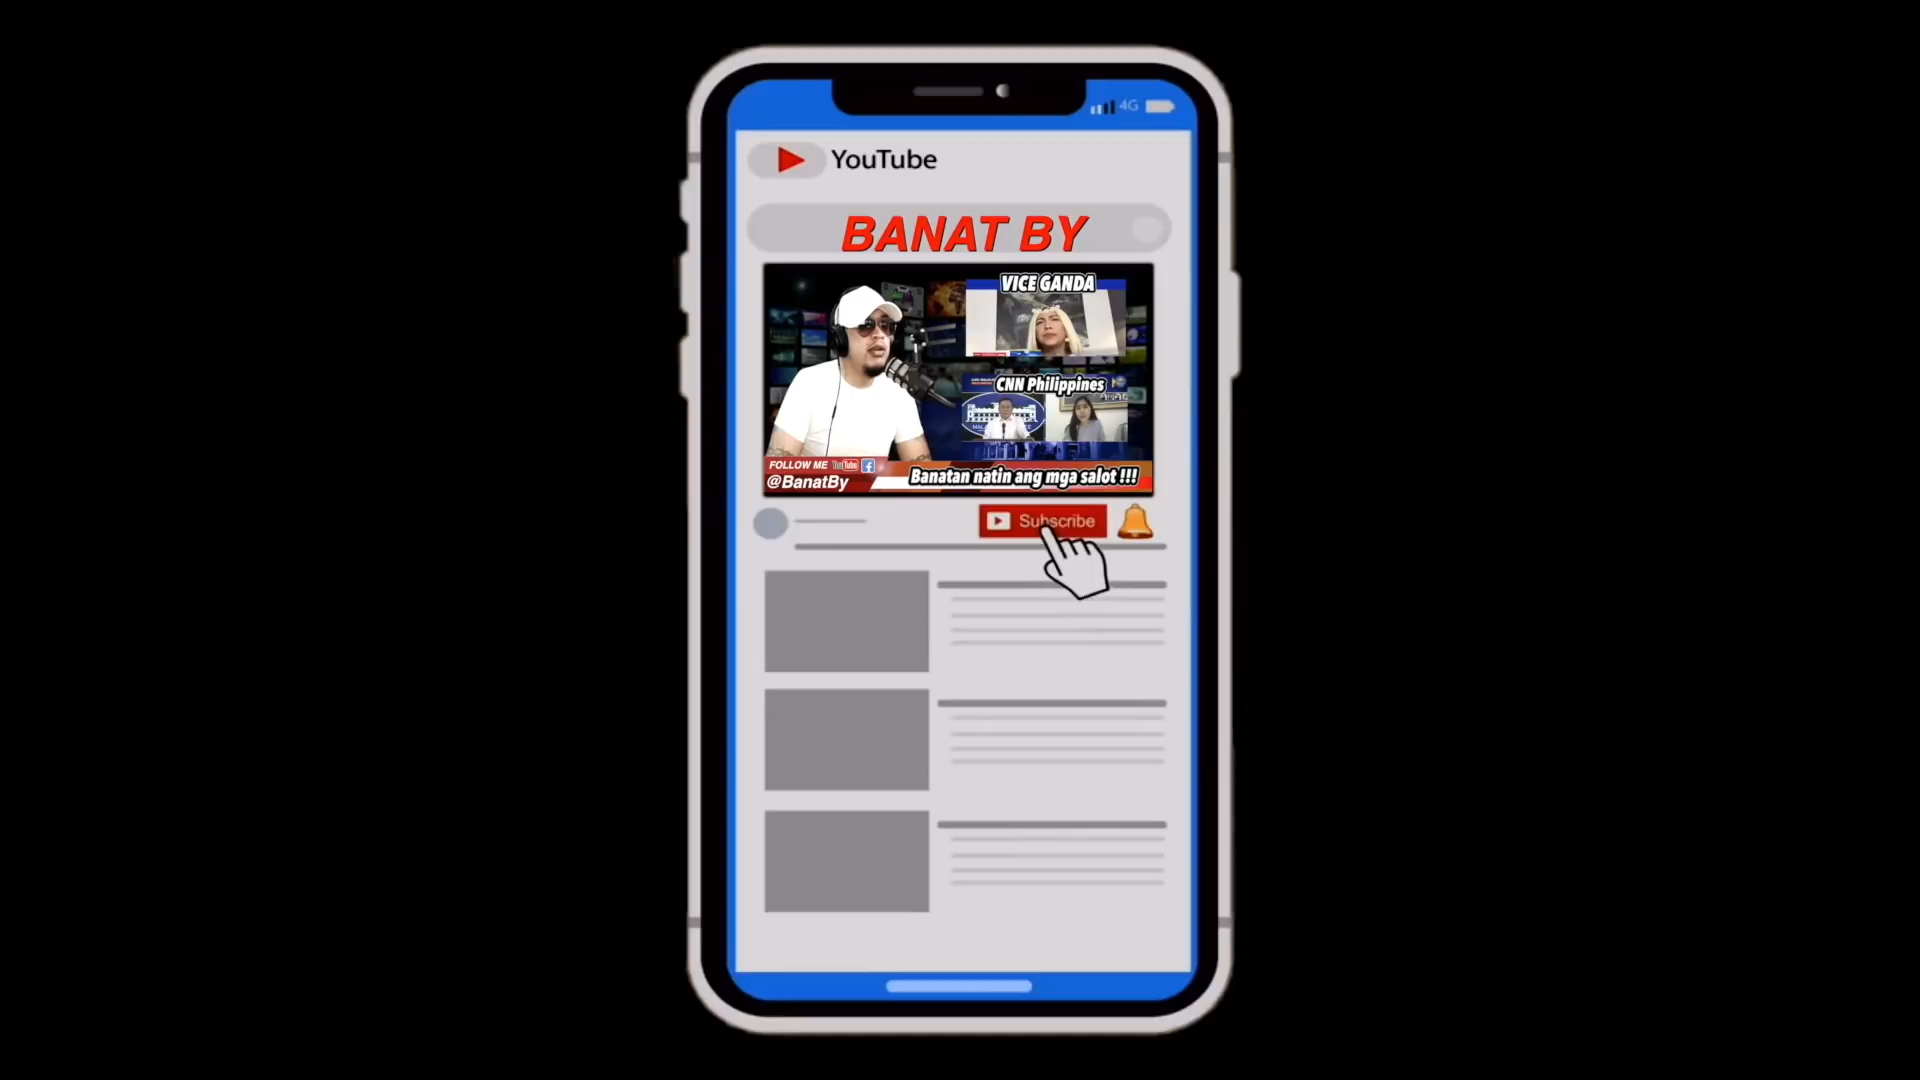 4G
YouTube
BANAT BY
VICE GANDA
CNN Philippines
FOLLOW ME YouTube
@BanatBy
Banatan natin ang mga salot !!!
Subscribe